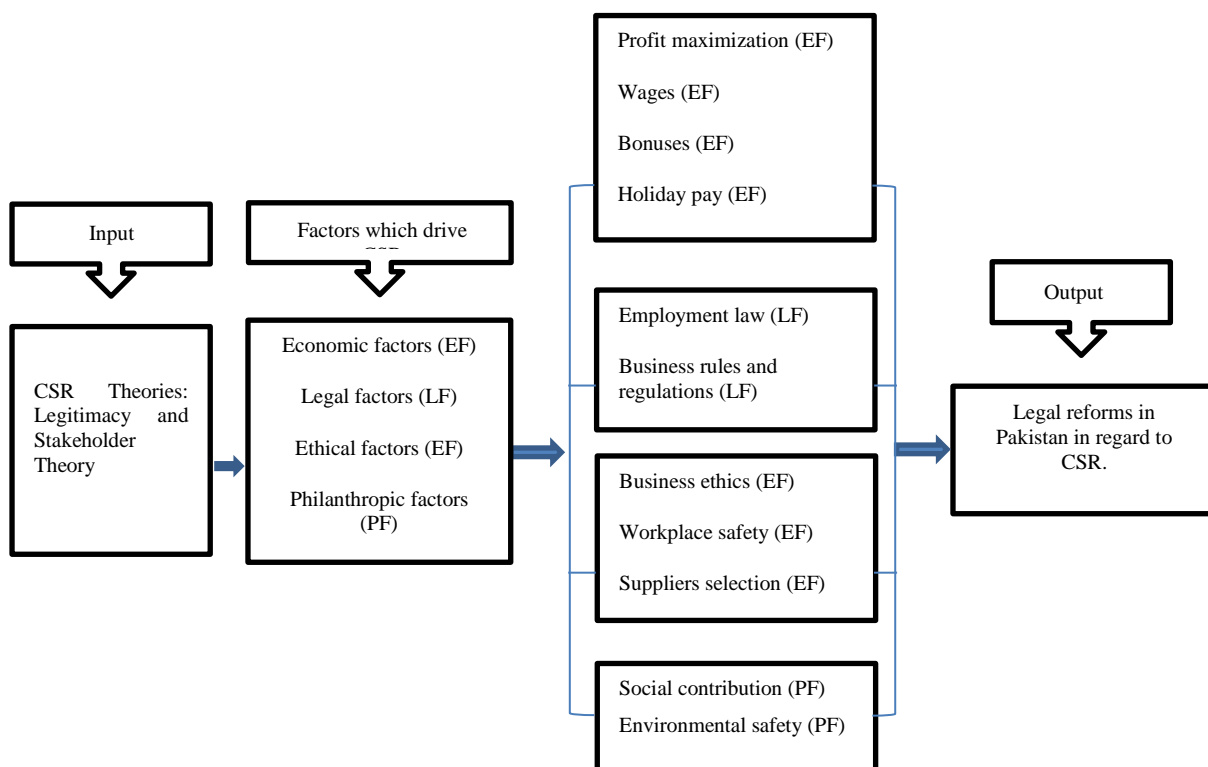 Input
CSR Theories:
Legitimacy and
Stakeholder
Theory
Factors which drive
Economic factors (EF)
Legal factors (LF)
Ethical factors (EF)
Philanthropic factors
(PF)
Profit maximization (EF)
Wages (EF)
Bonuses (EF)
Holiday pay (EF)
Employment law (LF)
Business rules and
regulations (LF)
Business ethics (EF)
Workplace safety (EF)
Suppliers selection (EF)
Social contribution (PF)
Environmental safety (PF)
Output
Legal reforms in
Pakistan in regard to
CSR.